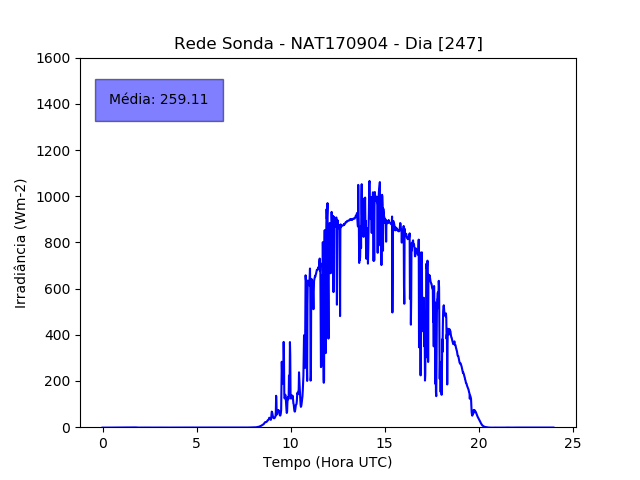 Rede Sonda - NAT170904 - Dia [247]
1600
Média: 259.11
1400
1200
1000
800
600
400
200
0
Irradiância (Wm-2)
0 5 10 15 20 25
Tempo (Hora UTC)